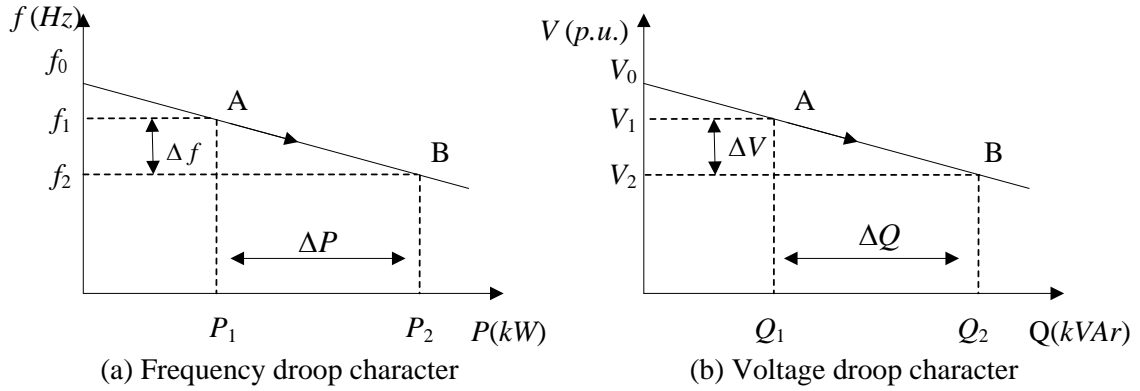 f (Hz)
f0
f1
f2
A
B
Δ f
ΔP
P1
P2
P(kW)
(a) Frequency droop character
V (p.u.)
V0
V1
V2
A
B
ΔV
ΔQ
Q1
Q2
Q(kVAr)
(b) Voltage droop character